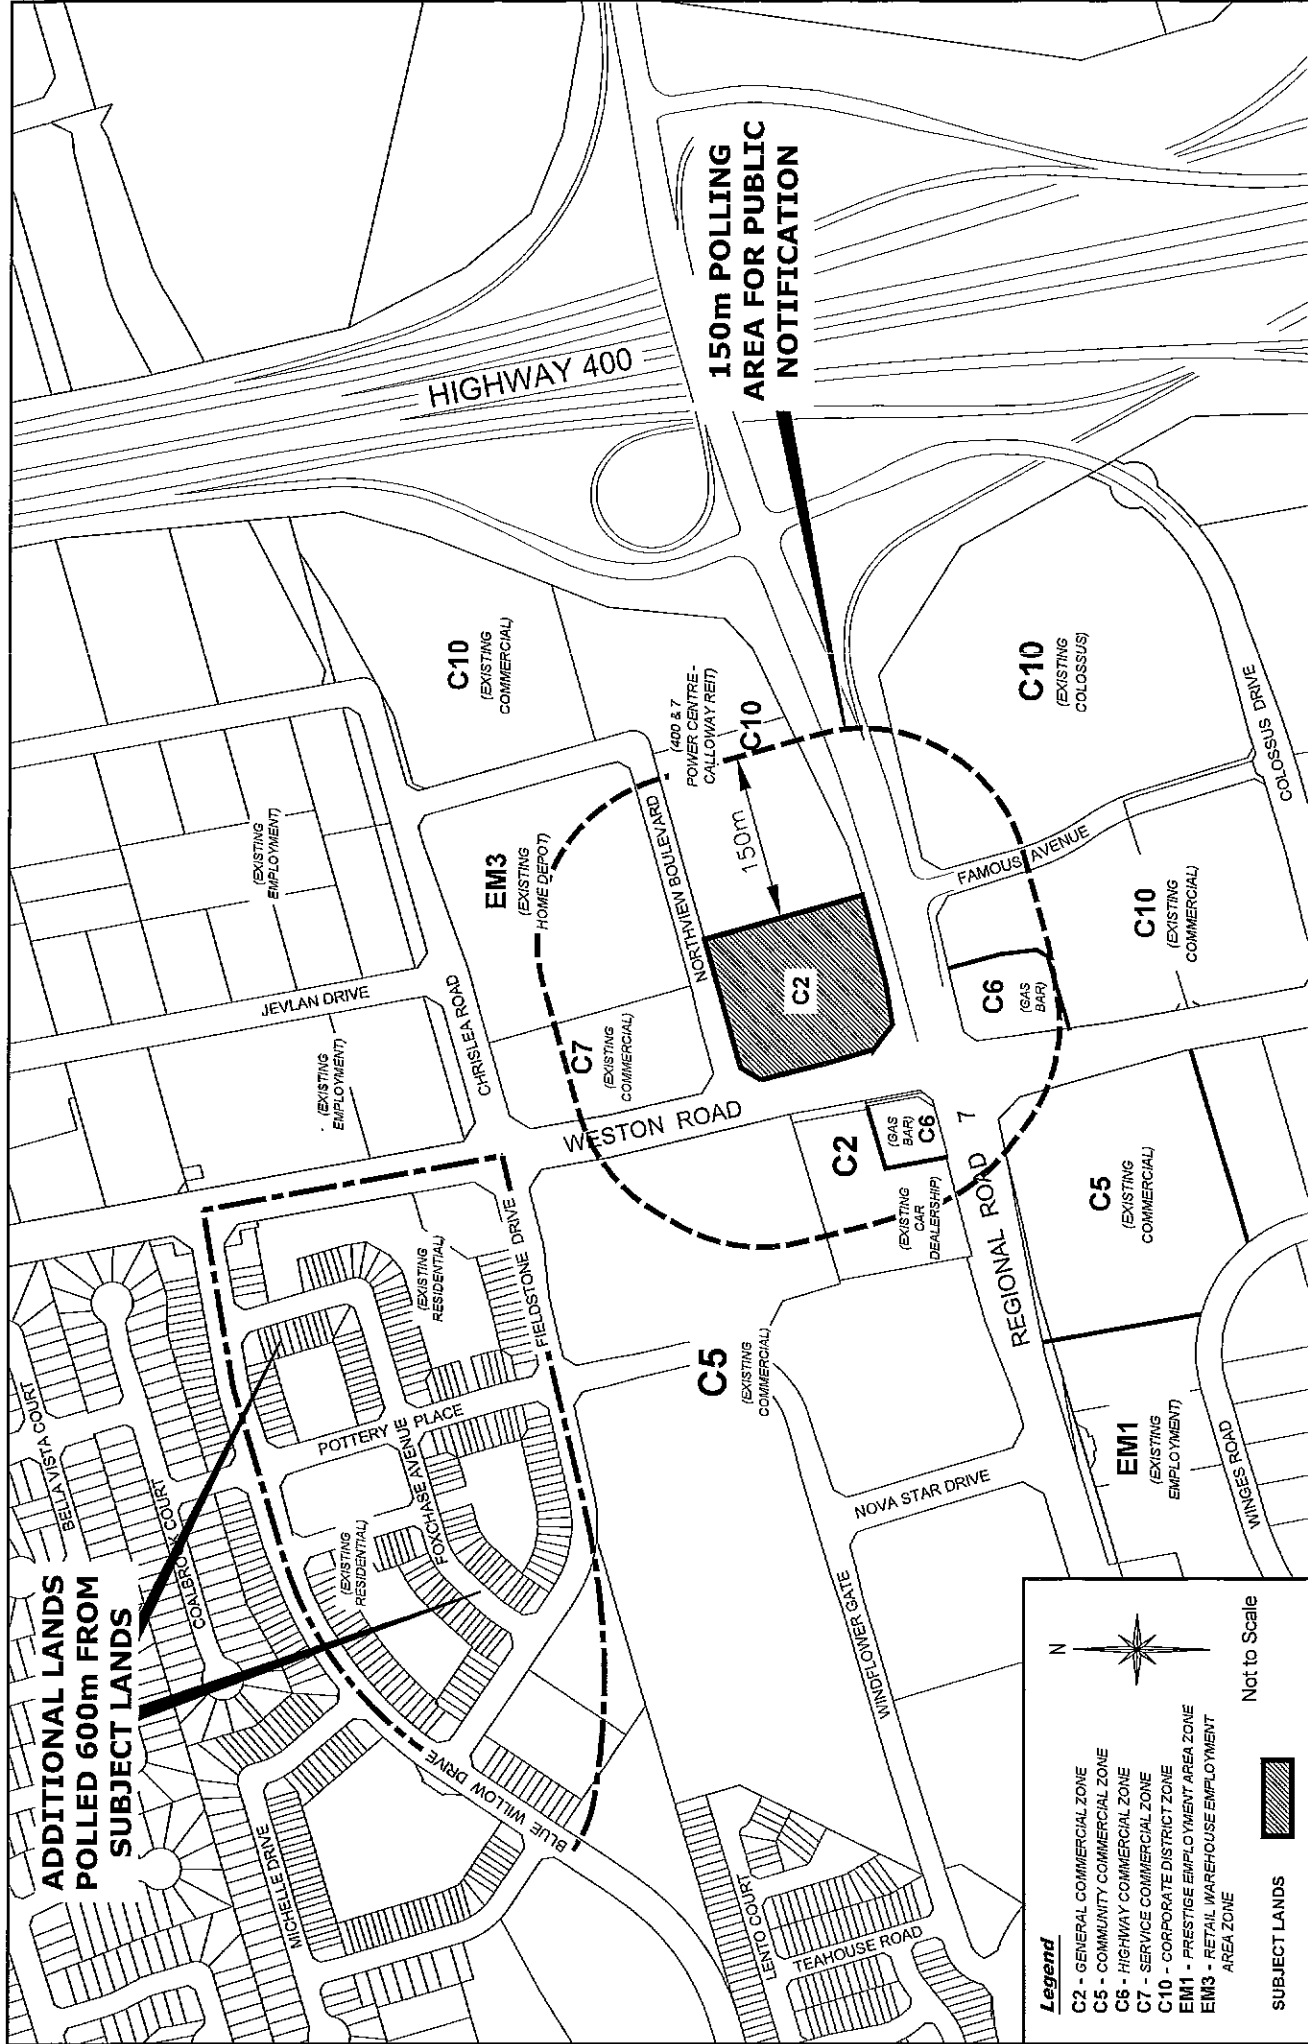 ADDITIONAL LANDS
POLLED 600m FROM
SUBJECT LANDS
150m POLLING
AREA FOR PUBLIC
NOTIFICATION
HIGHWAY 400
BELLA VISTA COURT
COALBROOK COURT
MICHELLE DRIVE
BLUE WILLOW DRIVE
POTTERY PLACE
FOXCHASE AVENUE
FIELDSTONE DRIVE
(EXISTING
RESIDENTIAL)
(EXISTING
RESIDENTIAL)
JEVLAN DRIVE
CHRISLEA ROAD
(EXISTING
EMPLOYMENT)
(EXISTING
EMPLOYMENT)
C10
(EXISTING
COMMERCIAL)
EM3
(EXISTING
HOME DEPOT)
C7
(EXISTING
COMMERCIAL)
NORTHVIEW BOULEVARD
(400 & 7
POWER CENTRE -
CALLOWAY REIT)
C10
150m
C2
WESTON ROAD
C2
(GAS
BAR)
C6
(EXISTING
CAR
DEALERSHIP)
REGIONAL ROAD 7
C6
(GAS
BAR)
FAMOUS AVENUE
C10
(EXISTING
COLOSSUS)
COLOSSUS DRIVE
C10
(EXISTING
COMMERCIAL)
C5
(EXISTING
COMMERCIAL)
C5
(EXISTING
COMMERCIAL)
EM1
(EXISTING
EMPLOYMENT)
WINGES ROAD
NOVA STAR DRIVE
WINDFLOWER GATE
LENTO COURT
TEAHOUSE ROAD
Legend
C2 - GENERAL COMMERCIAL ZONE
C5 - COMMUNITY COMMERCIAL ZONE
C6 - HIGHWAY COMMERCIAL ZONE
C7 - SERVICE COMMERCIAL ZONE
C10 - CORPORATE DISTRICT ZONE
EM1 - PRESTIGE EMPLOYMENT AREA ZONE
EM3 - RETAIL WAREHOUSE EMPLOYMENT
AREA ZONE
SUBJECT LANDS
N
Not to Scale